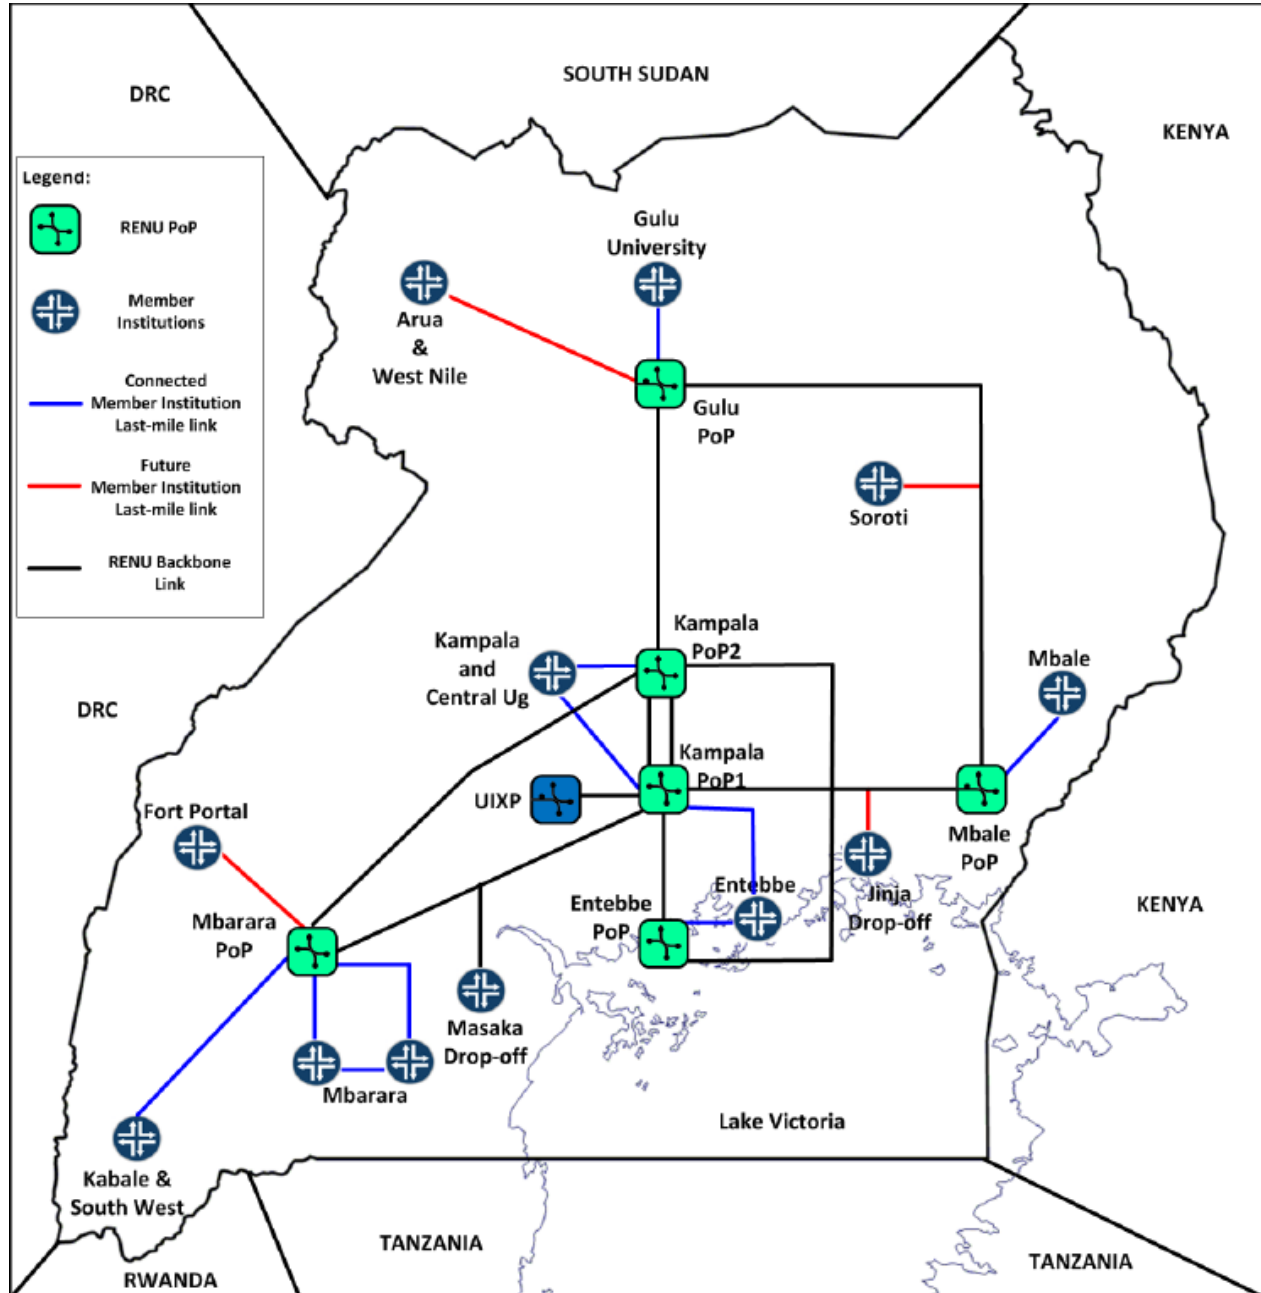 SOUTH SUDAN
DRC
KENYA
Legend:
RENU PoP
Member
Institutions
Connected
Member Institution
Last-mile link
Future
Member Institution
Last-mile link
RENU Backbone
Link
Gulu
University
Arua
&
West Nile
Gulu
PoP
Soroti
Kampala
PoP2
Kampala
and
Central Ug
Mbale
DRC
Kampala
PoP1
UIXP
Fort Portal
Mbale
PoP
Mbarara
PoP
Entebbe
Entebbe
PoP
Jinja
Drop-off
KENYA
Masaka
Drop-off
Mbarara
Lake Victoria
Kabale &
South West
TANZANIA
TANZANIA
RWANDA